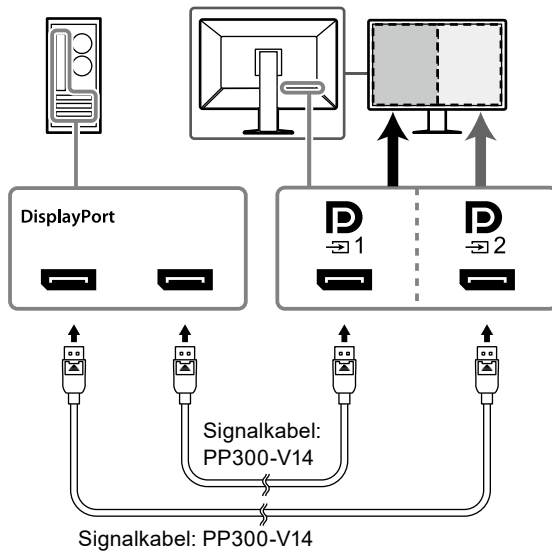 DisplayPort
1
2
Signalkabel:
PP300-V14
Signalkabel: PP300-V14